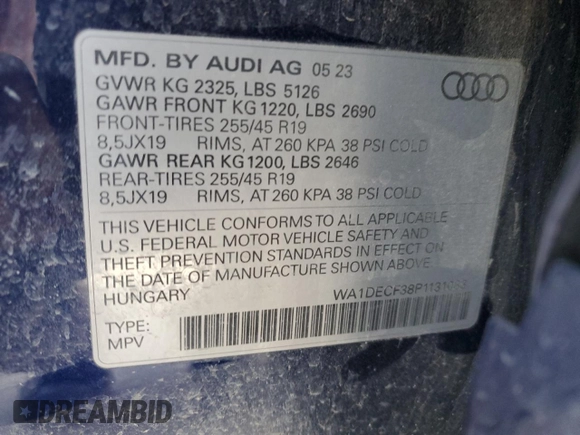 MFD. BY AUDI AG 05 23
GVWR KG 2325, LBS 5126
GAWR FRONT KG 1220, LBS 2690
FRONT-TIRES 255/45 R19
8,5JX19 RIMS, AT 260 KPA 38 PSI COLD
GAWR REAR KG 1200, LBS 2646
REAR-TIRES 255/45 R19
8,5JX19 RIMS, AT 260 KPA 38 PSI COLD
THIS VEHICLE CONFORMS TO ALL APPLICABLE
U.S. FEDERAL MOTOR VEHICLE SAFETY AND
THEFT PREVENTION STANDARDS IN EFFECT ON
THE DATE OF MANUFACTURE SHOWN ABOVE.
HUNGARY
TYPE:
MPV
DREAMBID